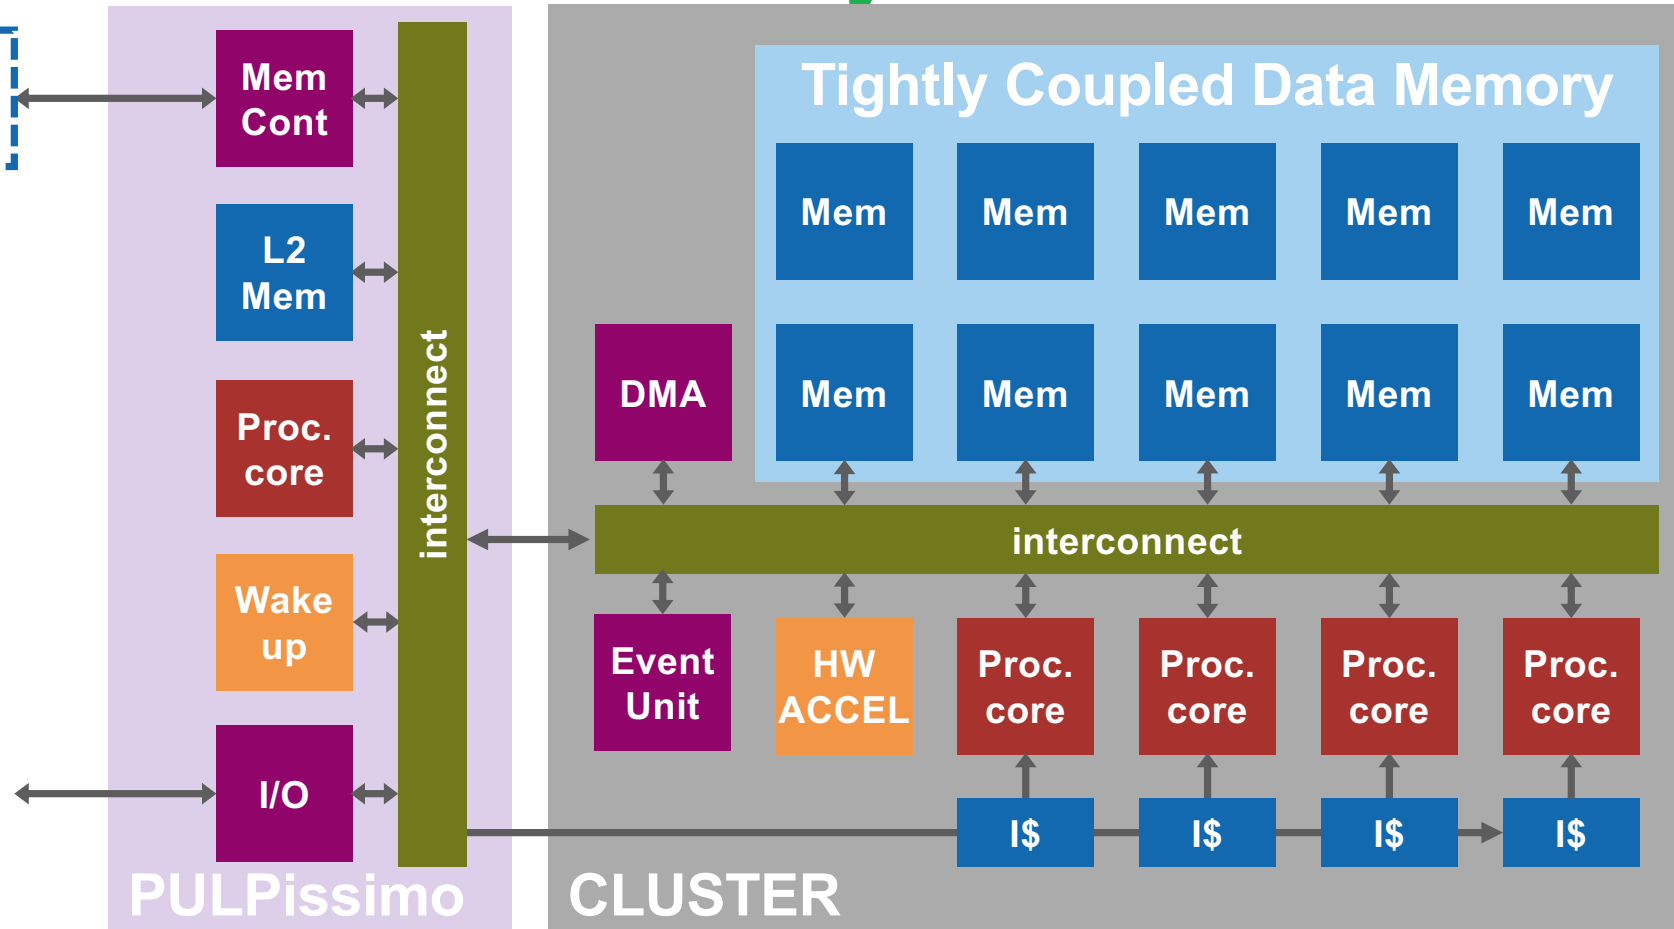 Mem
Cont
L2
Mem
Proc.
core
Wake
up
I/O
interconnect
PULPissimo
Tightly Coupled Data Memory
Mem Mem Mem Mem Mem
DMA Mem Mem Mem Mem Mem
interconnect
Event
Unit
HW
ACCEL
Proc.
core
Proc.
core
Proc.
core
Proc.
core
I$ I$ I$ I$
CLUSTER